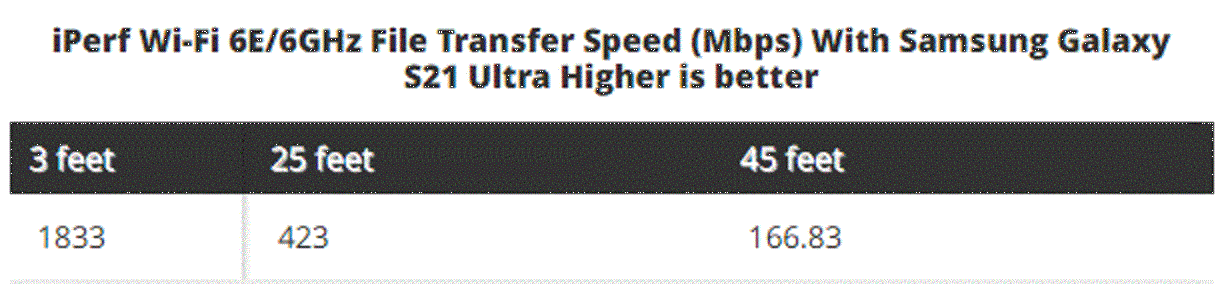 iPerf Wi-Fi 6E/6GHz File Transfer Speed (Mbps) With Samsung Galaxy
S21 Ultra Higher is better
3 feet 25 feet 45 feet
1833 423 166.83